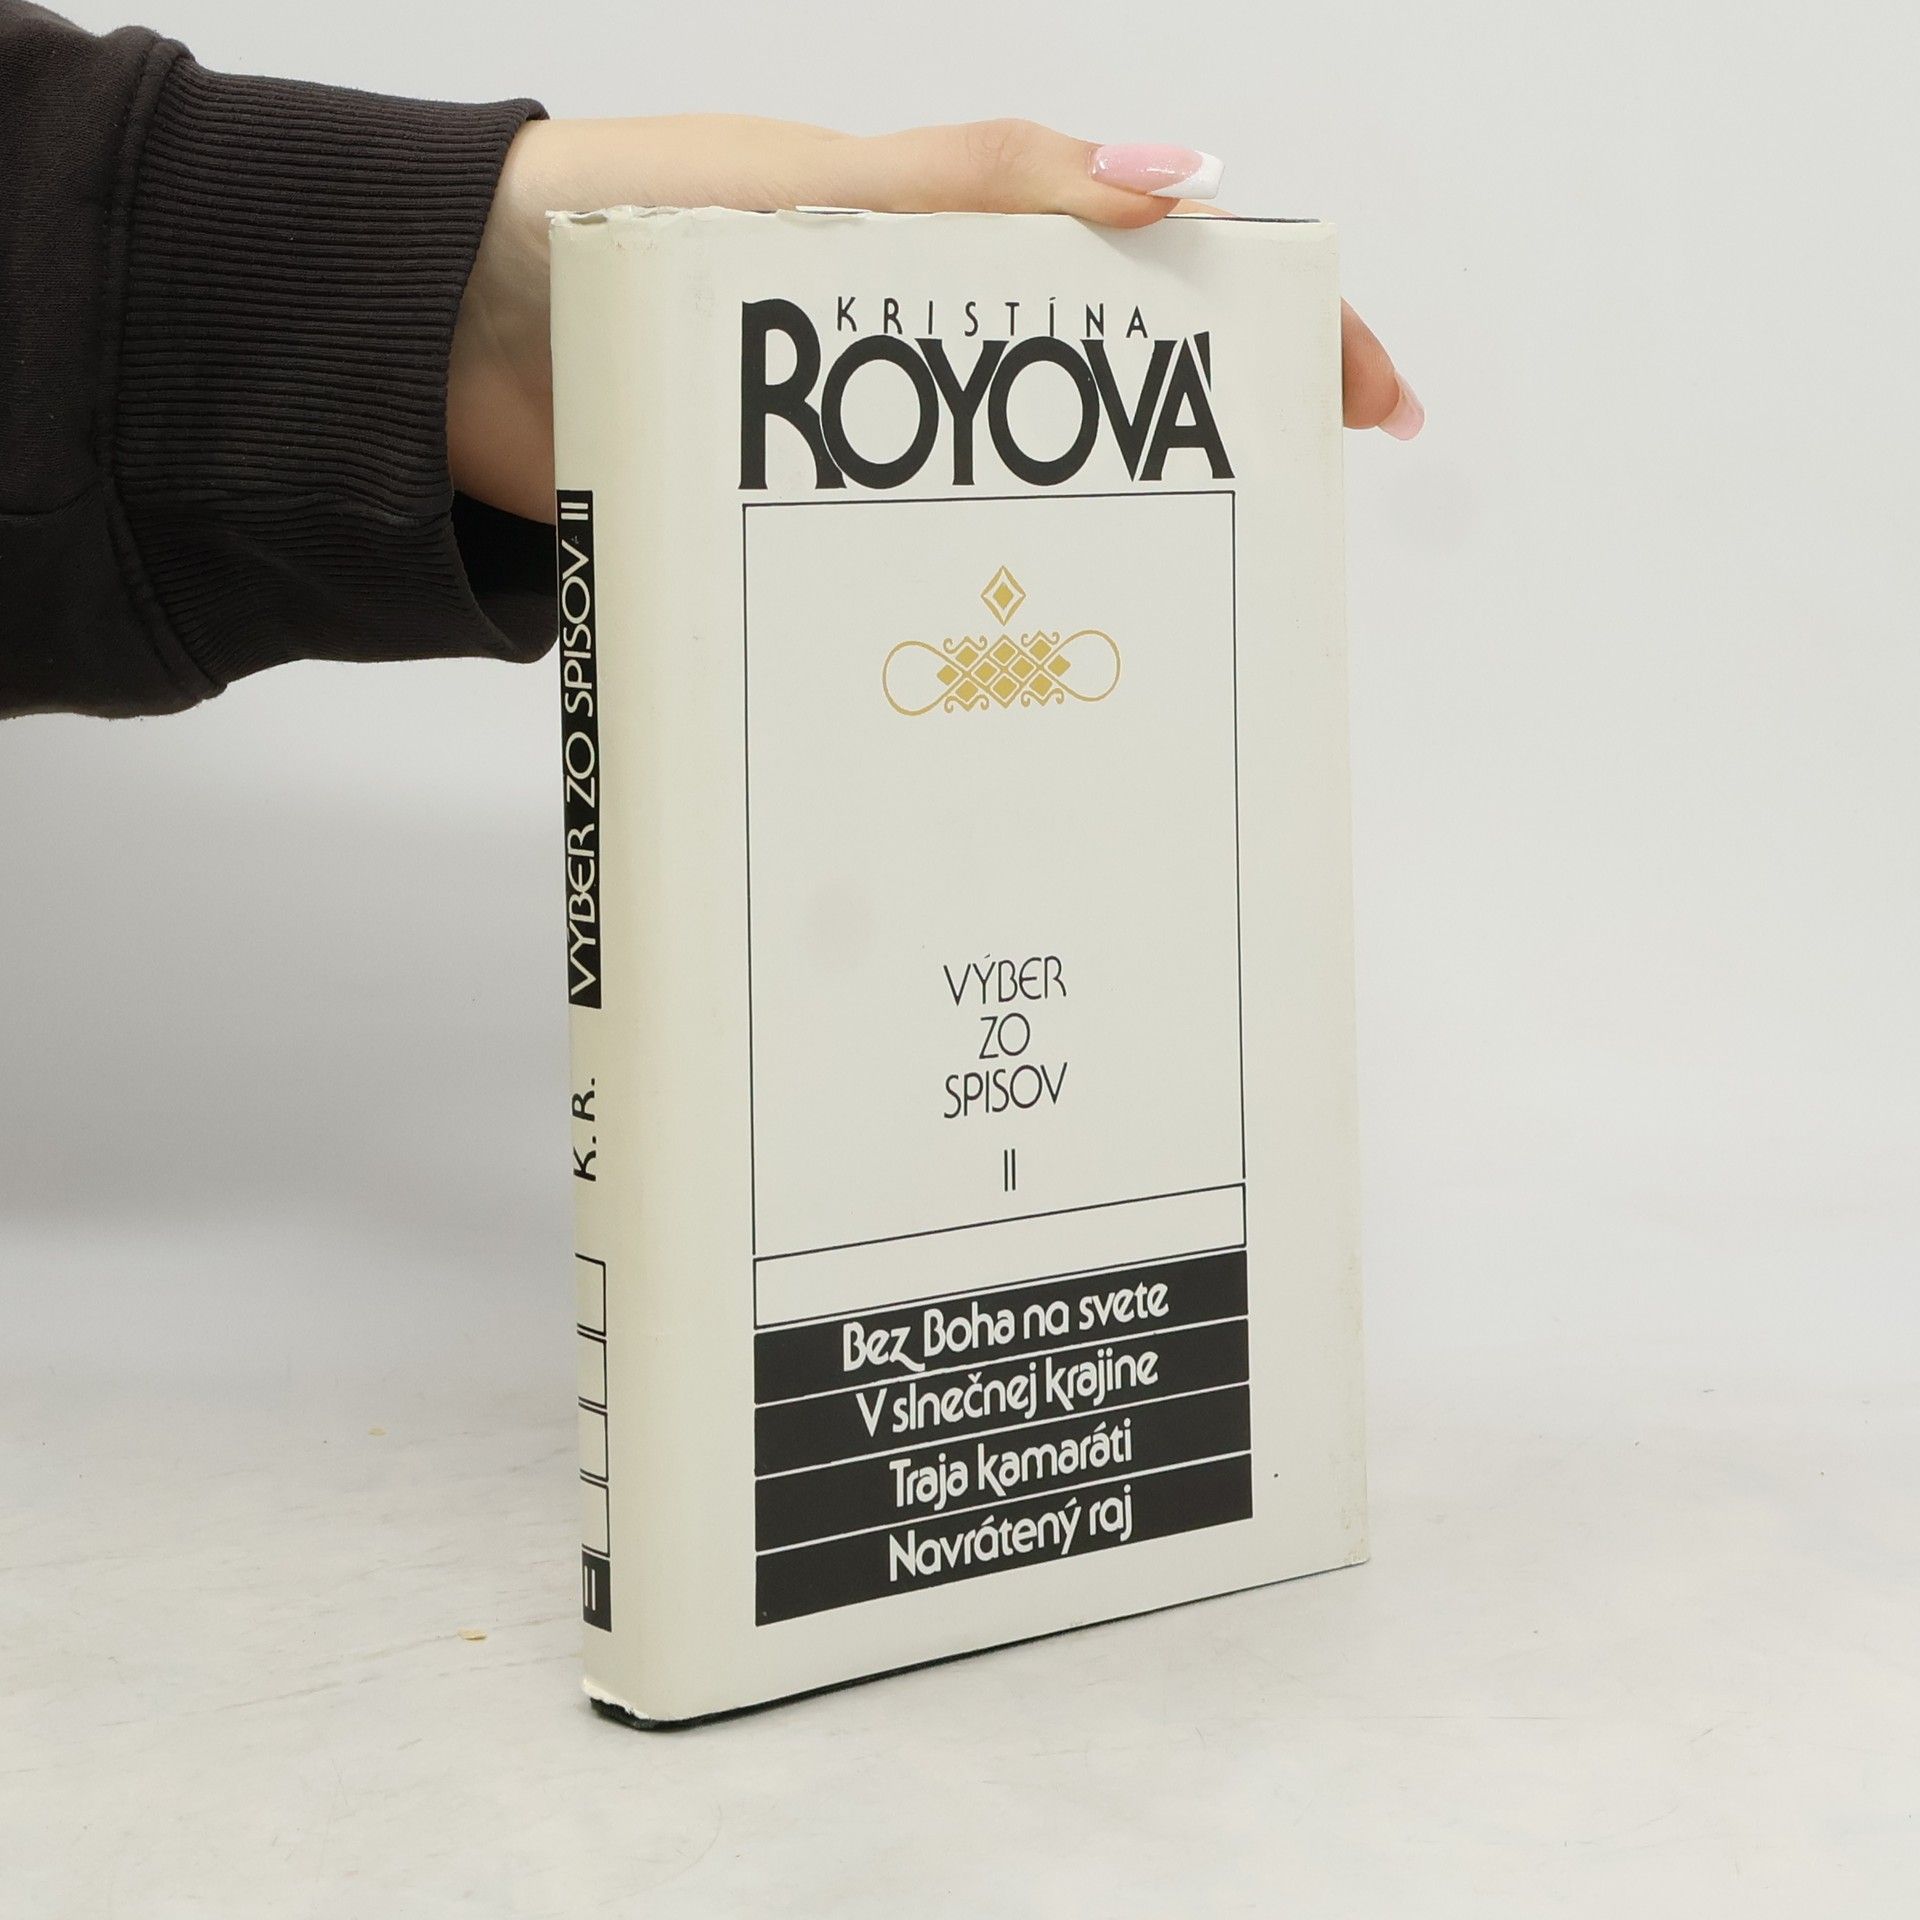 KRISTÍNA
ROYOVÁ
VÝBER
ZO
SPISOV
II
Bez Boha na svete
V slnečnej krajine
Traja kamaráti
Navrátený raj
II K. R. VÝBER ZO SPISOV II